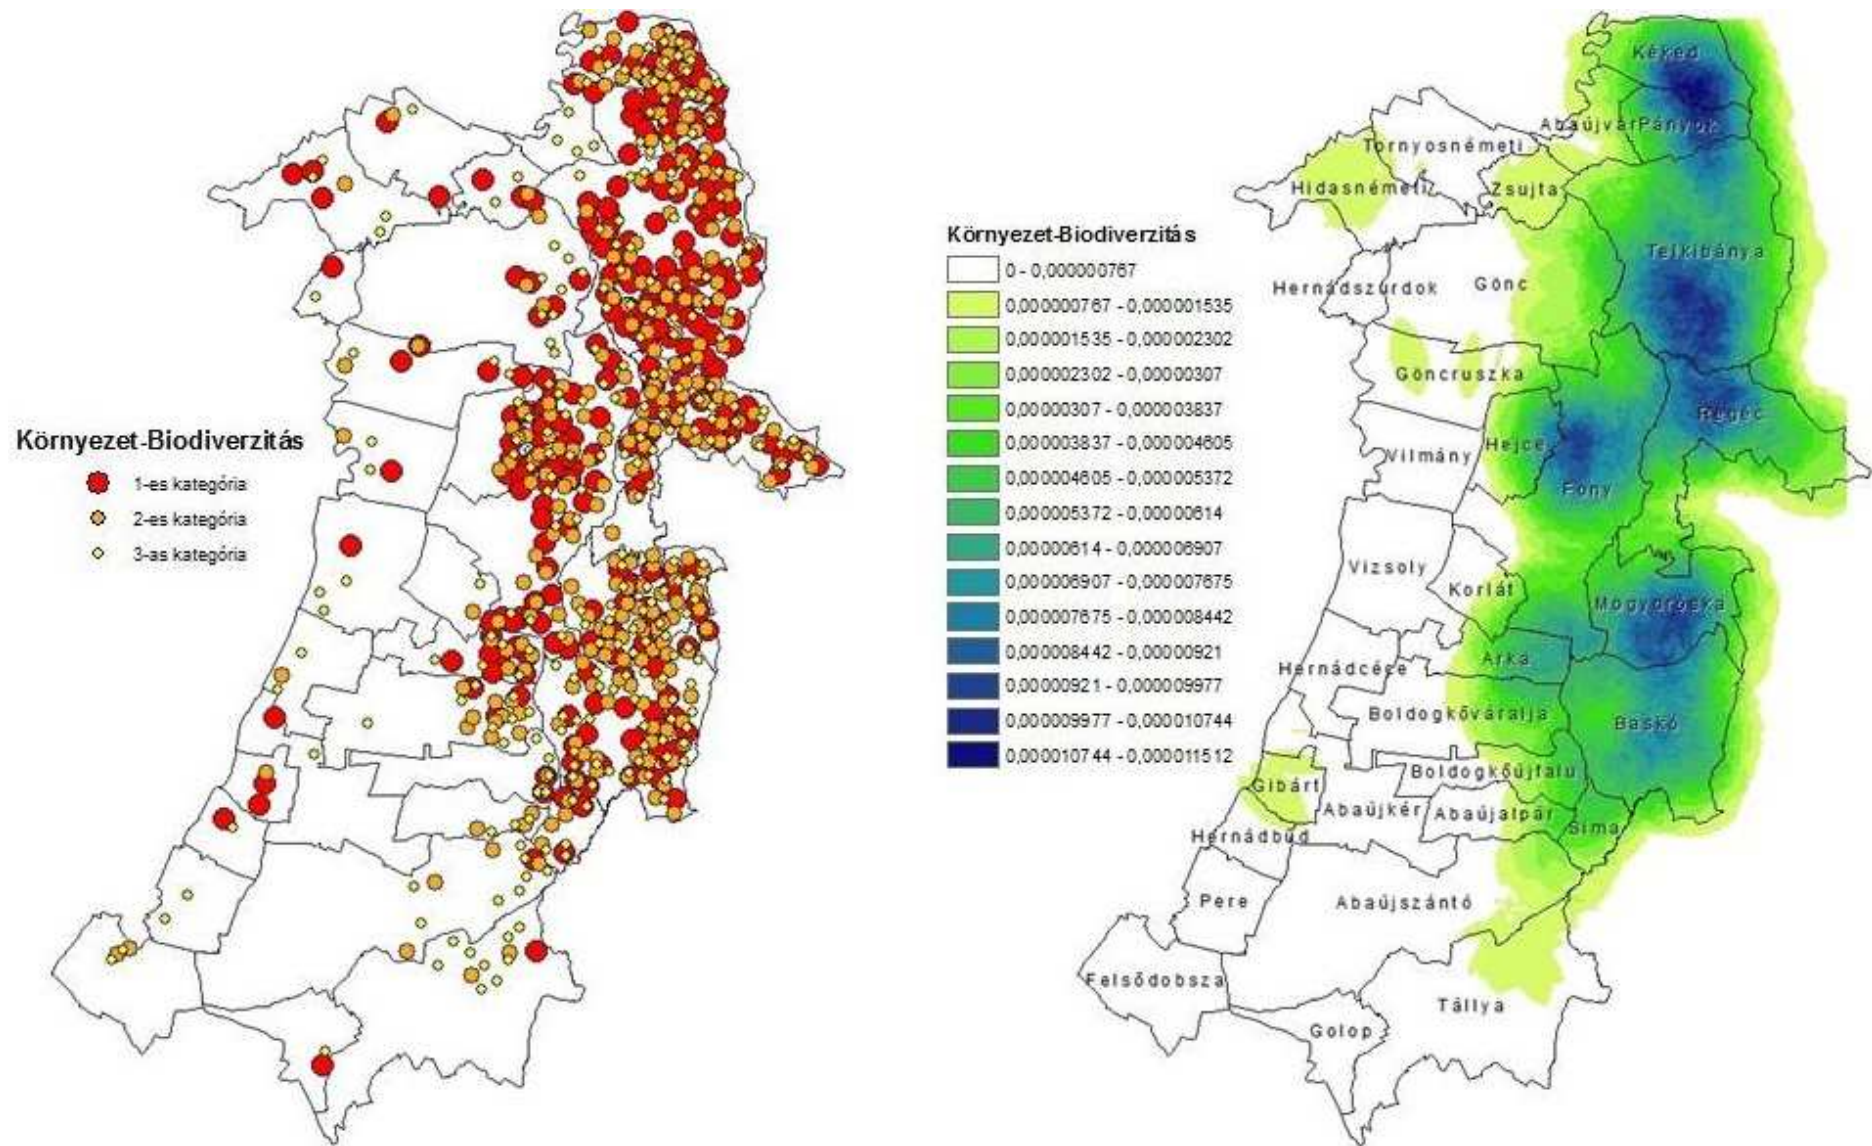 Környezet-Biodiverzitás
1-es kategória
2-es kategória
3-as kategória
Környezet-Biodiverzitás
0 - 0,000000767
0,000000767 - 0,000001535
0,000001535 - 0,000002302
0,000002302 - 0,00000307
0,00000307 - 0,000003837
0,000003837 - 0,000004605
0,000004605 - 0,000005372
0,000005372 - 0,00000614
0,00000614 - 0,000006907
0,000006907 - 0,000007675
0,000007675 - 0,000008442
0,000008442 - 0,00000921
0,00000921 - 0,000009977
0,000009977 - 0,000010744
0,000010744 - 0,000011512
Kéked
Abaújvár
Pányok
Tornyosnémeti
Hidasnémeti
Zsujta
Telkibánya
Hernádszurdok
Gönc
Göncruszka
Regéc
Hejce
Vilmány
Fony
Vizsoly
Korlát
Mogyoróska
Arka
Hernádcéce
Boldogkőváralja
Baskó
Boldogkőújfalu
Gibárt
Abaújkér
Abaújalpár
Sima
Hernádbűd
Pere
Abaújszántó
Felsődobsza
Tállya
Golop